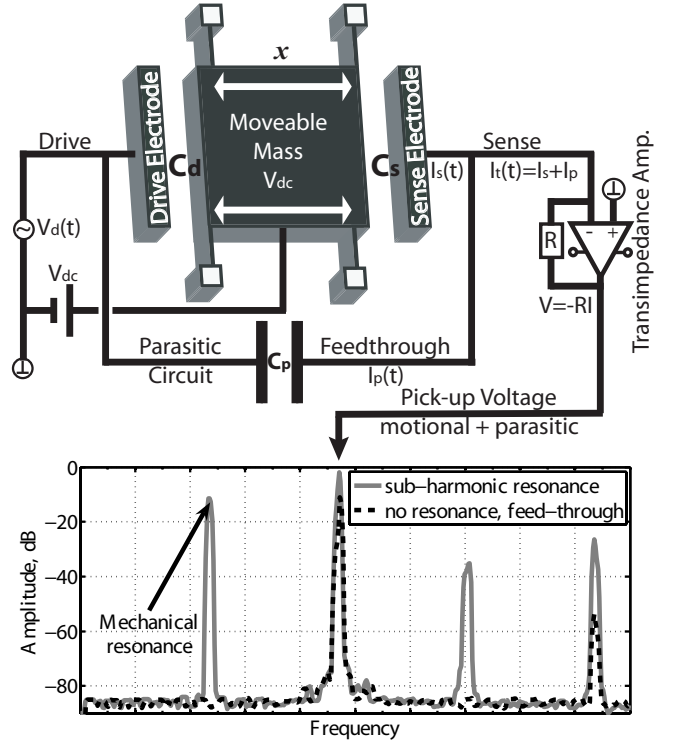 x
Drive Electrode
Moveable
Mass
Vdc
Sense Electrode
Cd
Cs
Drive
Is(t)
Sense
It(t)=Is+Ip
Transimpedance Amp.
Vd(t)
~
R
- +
V=-RI
Vdc
Parasitic
Circuit
Cp
Feedthrough
Ip(t)
Pick-up Voltage
motional + parasitic
sub-harmonic resonance
no resonance, feed-through
Mechanical
resonance
Amplitude, dB
0
-20
-40
-60
-80
Frequency